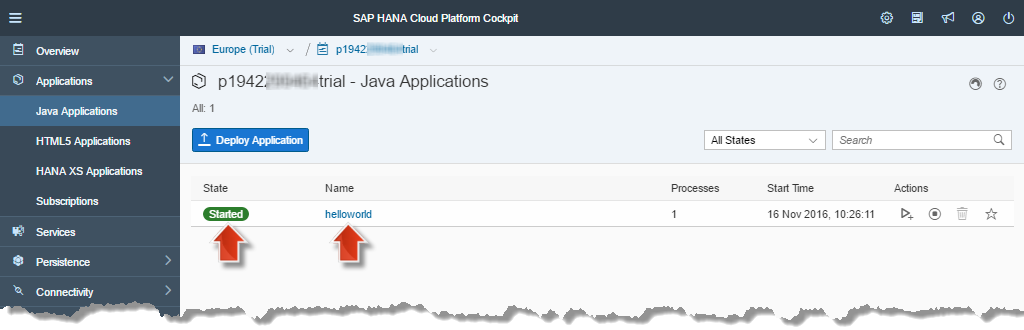 SAP HANA Cloud Platform Cockpit
Overview
Applications
Java Applications
HTML5 Applications
HANA XS Applications
Subscriptions
Services
Persistence
Connectivity
Europe (Trial) / p1942 trial
p1942 trial - Java Applications
All: 1
Deploy Application
All States
Search
State Name Processes Start Time Actions
Started helloworld 1 16 Nov 2016, 10:26:11